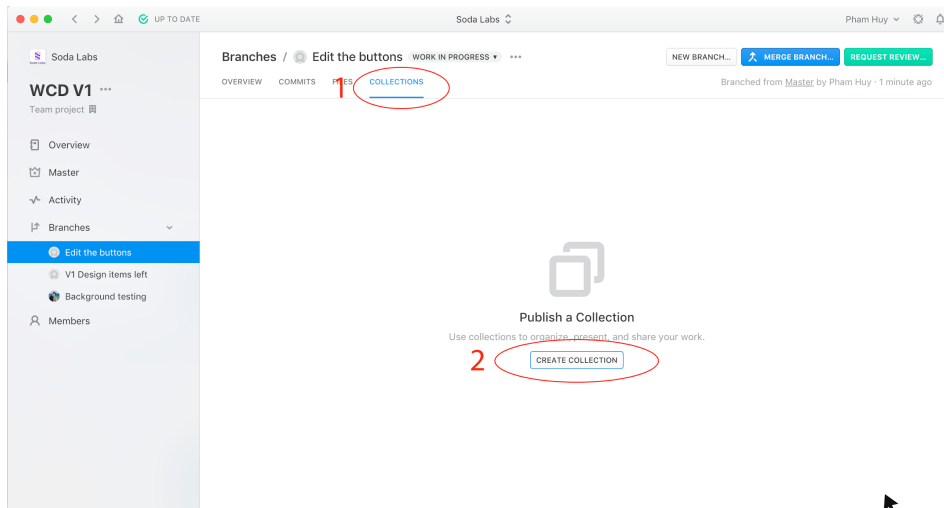 UP TO DATE
Soda Labs
Pham Huy
Soda Labs
WCD V1
Team project
Overview
Master
Activity
Branches
Edit the buttons
V1 Design items left
Background testing
Members
Branches / Edit the buttons WORK IN PROGRESS
NEW BRANCH... MERGE BRANCH... REQUEST REVIEW...
OVERVIEW COMMITS FILES COLLECTIONS
1
Branched from Master by Pham Huy · 1 minute ago
Publish a Collection
Use collections to organize, present, and share your work.
2
CREATE COLLECTION